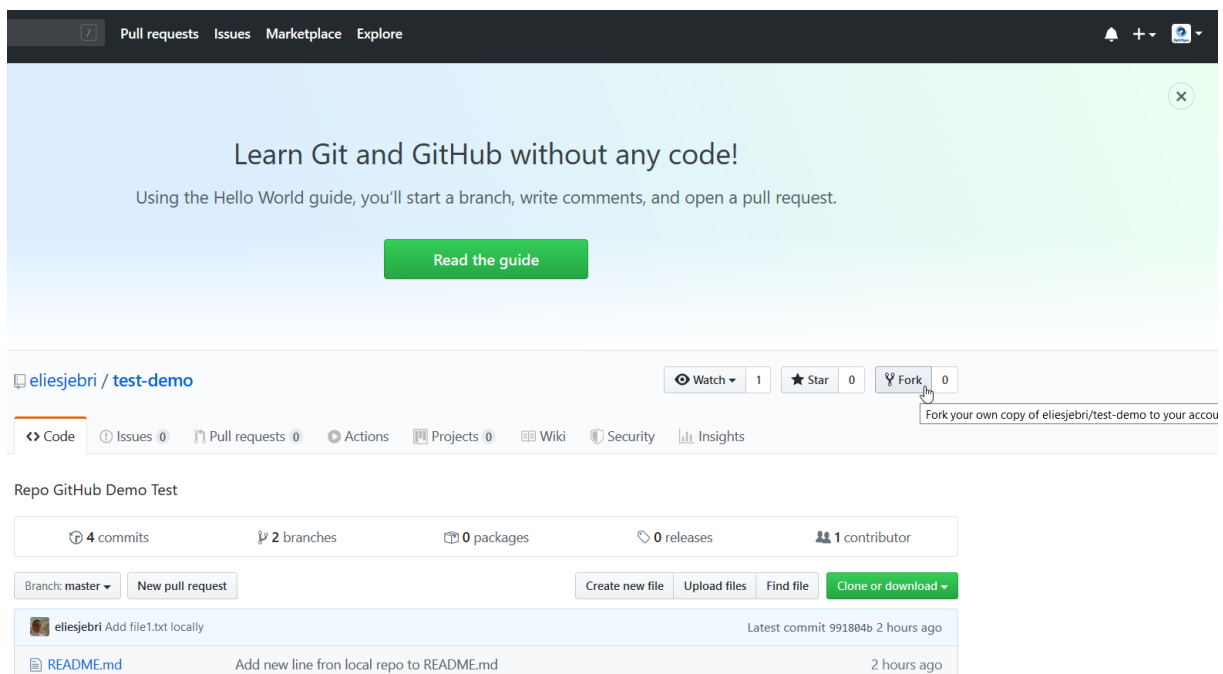 / Pull requests Issues Marketplace Explore
Learn Git and GitHub without any code!
Using the Hello World guide, you’ll start a branch, write comments, and open a pull request.
Read the guide
eliesjebri / test-demo Watch 1 Star 0 Fork 0
Fork your own copy of eliesjebri/test-demo to your accou
Code Issues 0 Pull requests 0 Actions Projects 0 Wiki Security Insights
Repo GitHub Demo Test
4 commits 2 branches 0 packages 0 releases 1 contributor
Branch: master New pull request Create new file Upload files Find file Clone or download
eliesjebri Add file1.txt locally Latest commit 991804b 2 hours ago
README.md Add new line fron local repo to README.md 2 hours ago